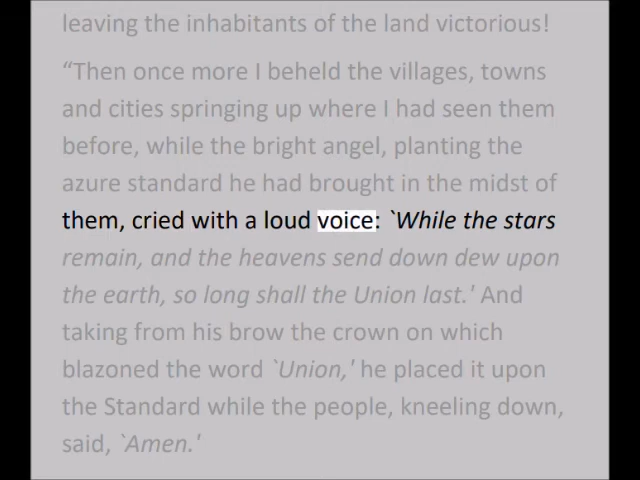 leaving the inhabitants of the land victorious!
“Then once more I beheld the villages, towns
and cities springing up where I had seen them
before, while the bright angel, planting the
azure standard he had brought in the midst of
them, cried with a loud voice: `While the stars
remain, and the heavens send down dew upon
the earth, so long shall the Union last.' And
taking from his brow the crown on which
blazoned the word `Union,' he placed it upon
the Standard while the people, kneeling down,
said, `Amen.'